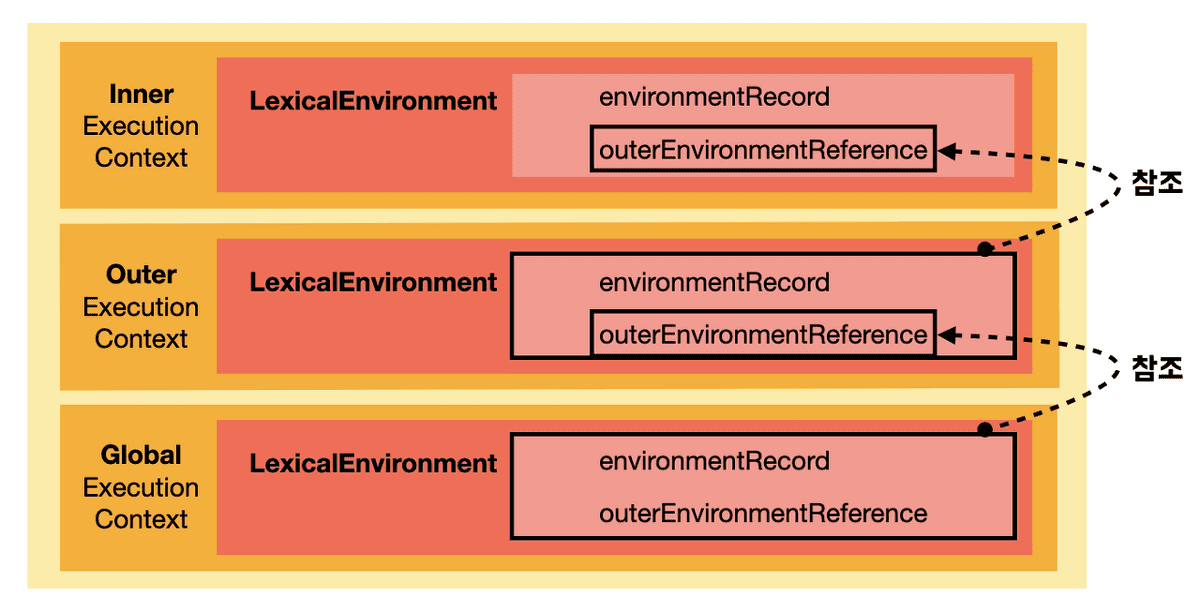 Inner
Execution
Context
LexicalEnvironment
environmentRecord
outerEnvironmentReference
참조
Outer
Execution
Context
LexicalEnvironment
environmentRecord
outerEnvironmentReference
참조
Global
Execution
Context
LexicalEnvironment
environmentRecord
outerEnvironmentReference